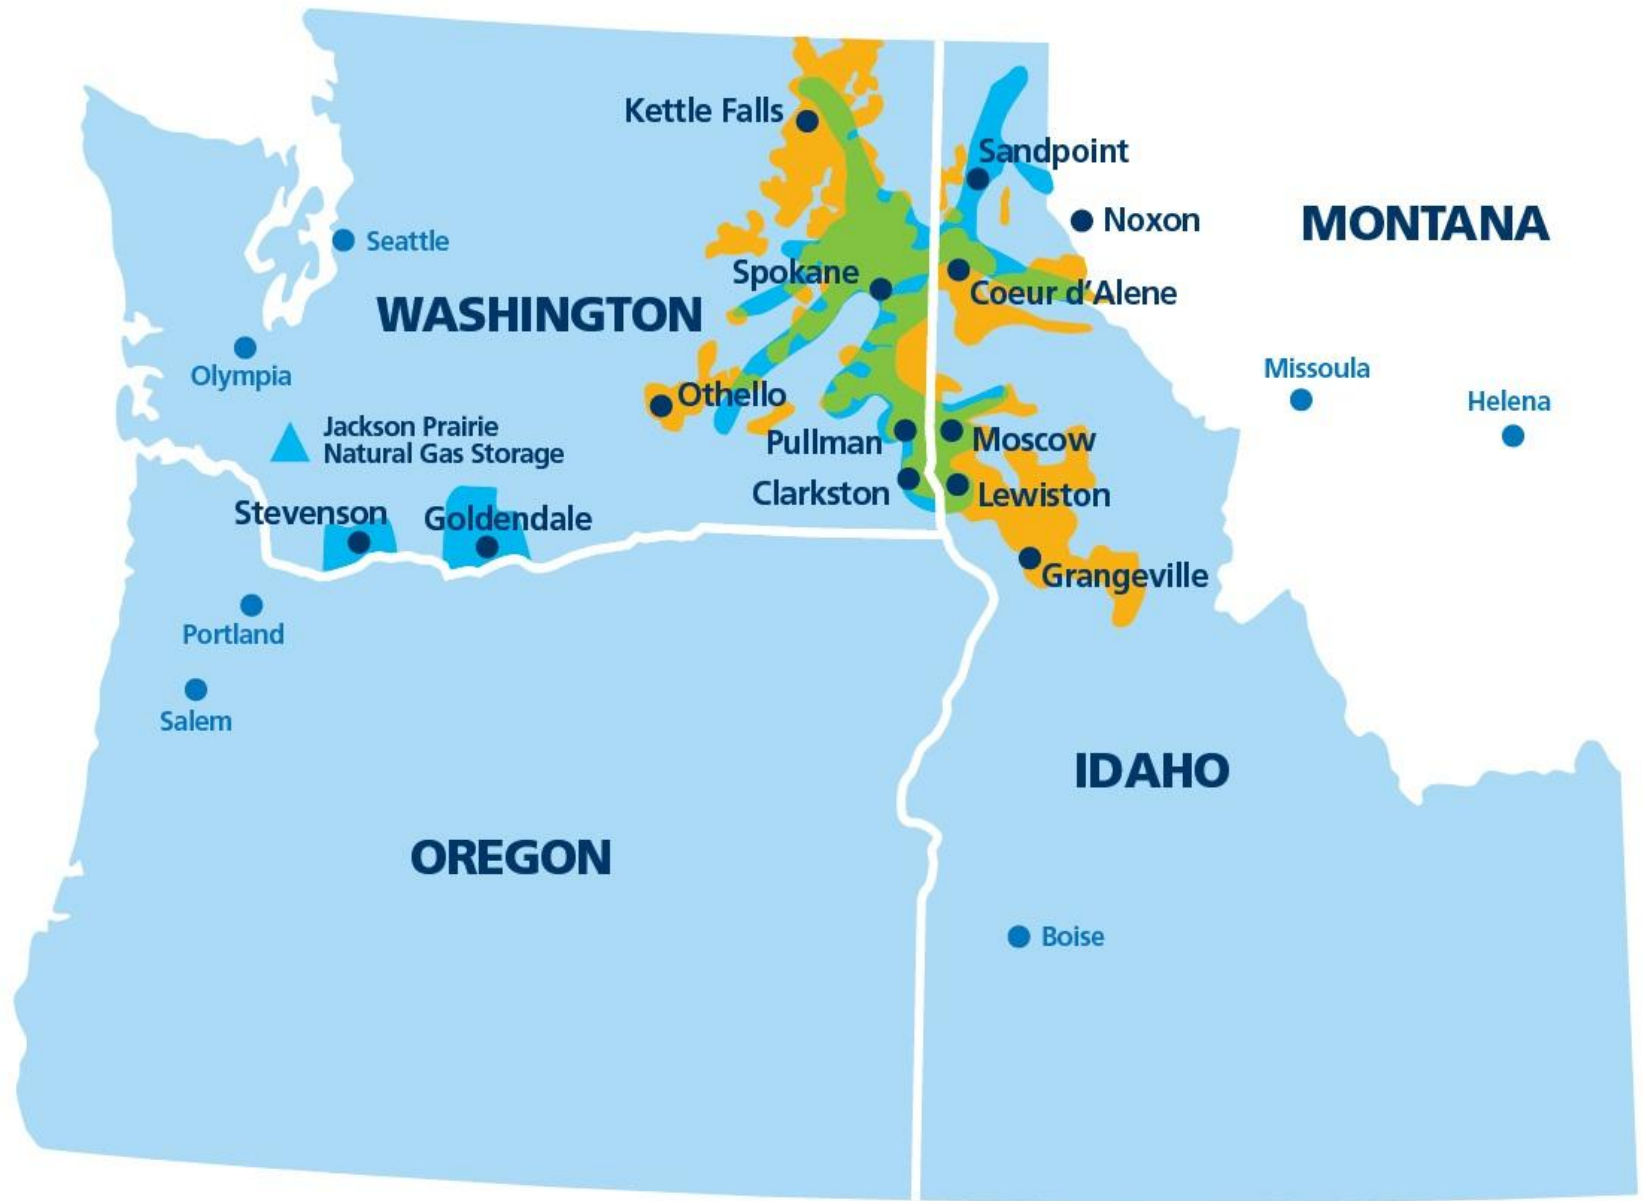 Kettle Falls
Sandpoint
Noxon
MONTANA
Seattle
Spokane
Coeur d'Alene
WASHINGTON
Olympia
Missoula
Helena
Othello
Jackson Prairie
Natural Gas Storage
Pullman
Moscow
Clarkston
Lewiston
Stevenson
Goldendale
Grangeville
Portland
Salem
IDAHO
OREGON
Boise